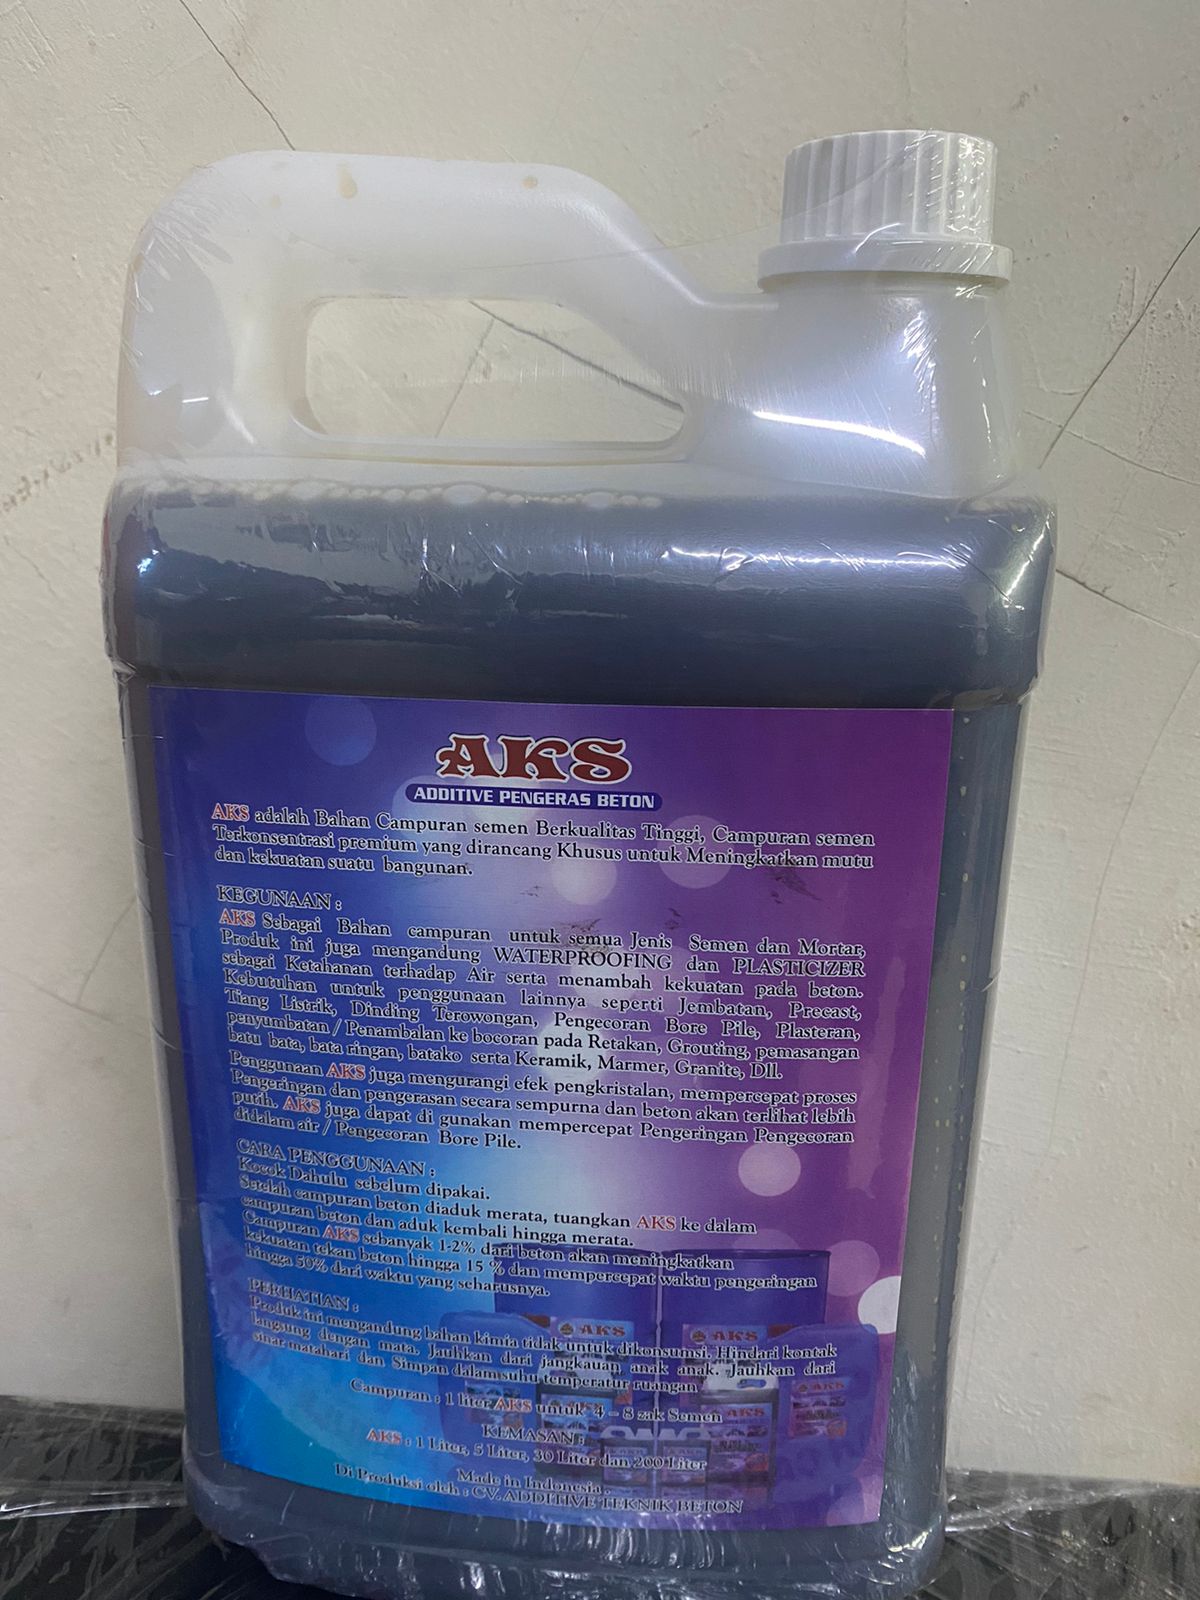 AKS
ADDITIVE PENGERAS BETON
AKS adalah Bahan Campuran semen Berkualitas Tinggi, Campuran semen
Terkonsentrasi premium yang dirancang Khusus untuk Meningkatkan mutu
dan kekuatan suatu bangunan.
KEGUNAAN :
AKS Sebagai Bahan campuran untuk semua Jenis Semen dan Mortar,
Produk ini juga mengandung WATERPROOFING dan PLASTICIZER
sebagai Ketahanan terhadap Air serta menambah kekuatan pada beton.
Kebutuhan untuk penggunaan lainnya seperti Jembatan, Precast,
Tiang Listrik, Dinding Terowongan, Pengecoran Bore Pile, Plasteran,
penyumbatan / Penambalan ke bocoran pada Retakan, Grouting, pemasangan
batu bata, bata ringan, batako serta Keramik, Marmer, Granite, Dll.
Penggunaan AKS juga mengurangi efek pengkristalan, mempercepat proses
Pengeringan dan pengerasan secara sempurna dan beton akan terlihat lebih
putih, AKS juga dapat di gunakan mempercepat Pengeringan Pengecoran
didalam air / Pengecoran Bore Pile.
CARA PENGGUNAAN :
Kocok Dahulu sebelum dipakai.
Setelah campuran beton diaduk merata, tuangkan AKS ke dalam
campuran beton dan aduk kembali hingga merata.
Campuran AKS sebanyak 1-2% dari beton akan meningkatkan
kekuatan tekan beton hingga 15 % dan mempercepat waktu pengeringan
hingga 50% dari waktu yang seharusnya.
PERHATIAN :
Produk ini mengandung bahan kimia tidak untuk dikonsumsi. Hindari kontak
langsung dengan mata. Jauhkan dari jangkauan anak anak. Jauhkan dari
sinar matahari dan Simpan dalam suhu temperatur ruangan
Campuran : 1 liter AKS untuk 4 - 8 zak Semen
KEMASAN :
AKS : 1 Liter, 5 Liter, 30 Liter dan 200 Liter
Made in Indonesia .
Di Produksi oleh : CV. ADDITIVE TEKNIK BETON
AKS
AKS
AKS
AKS